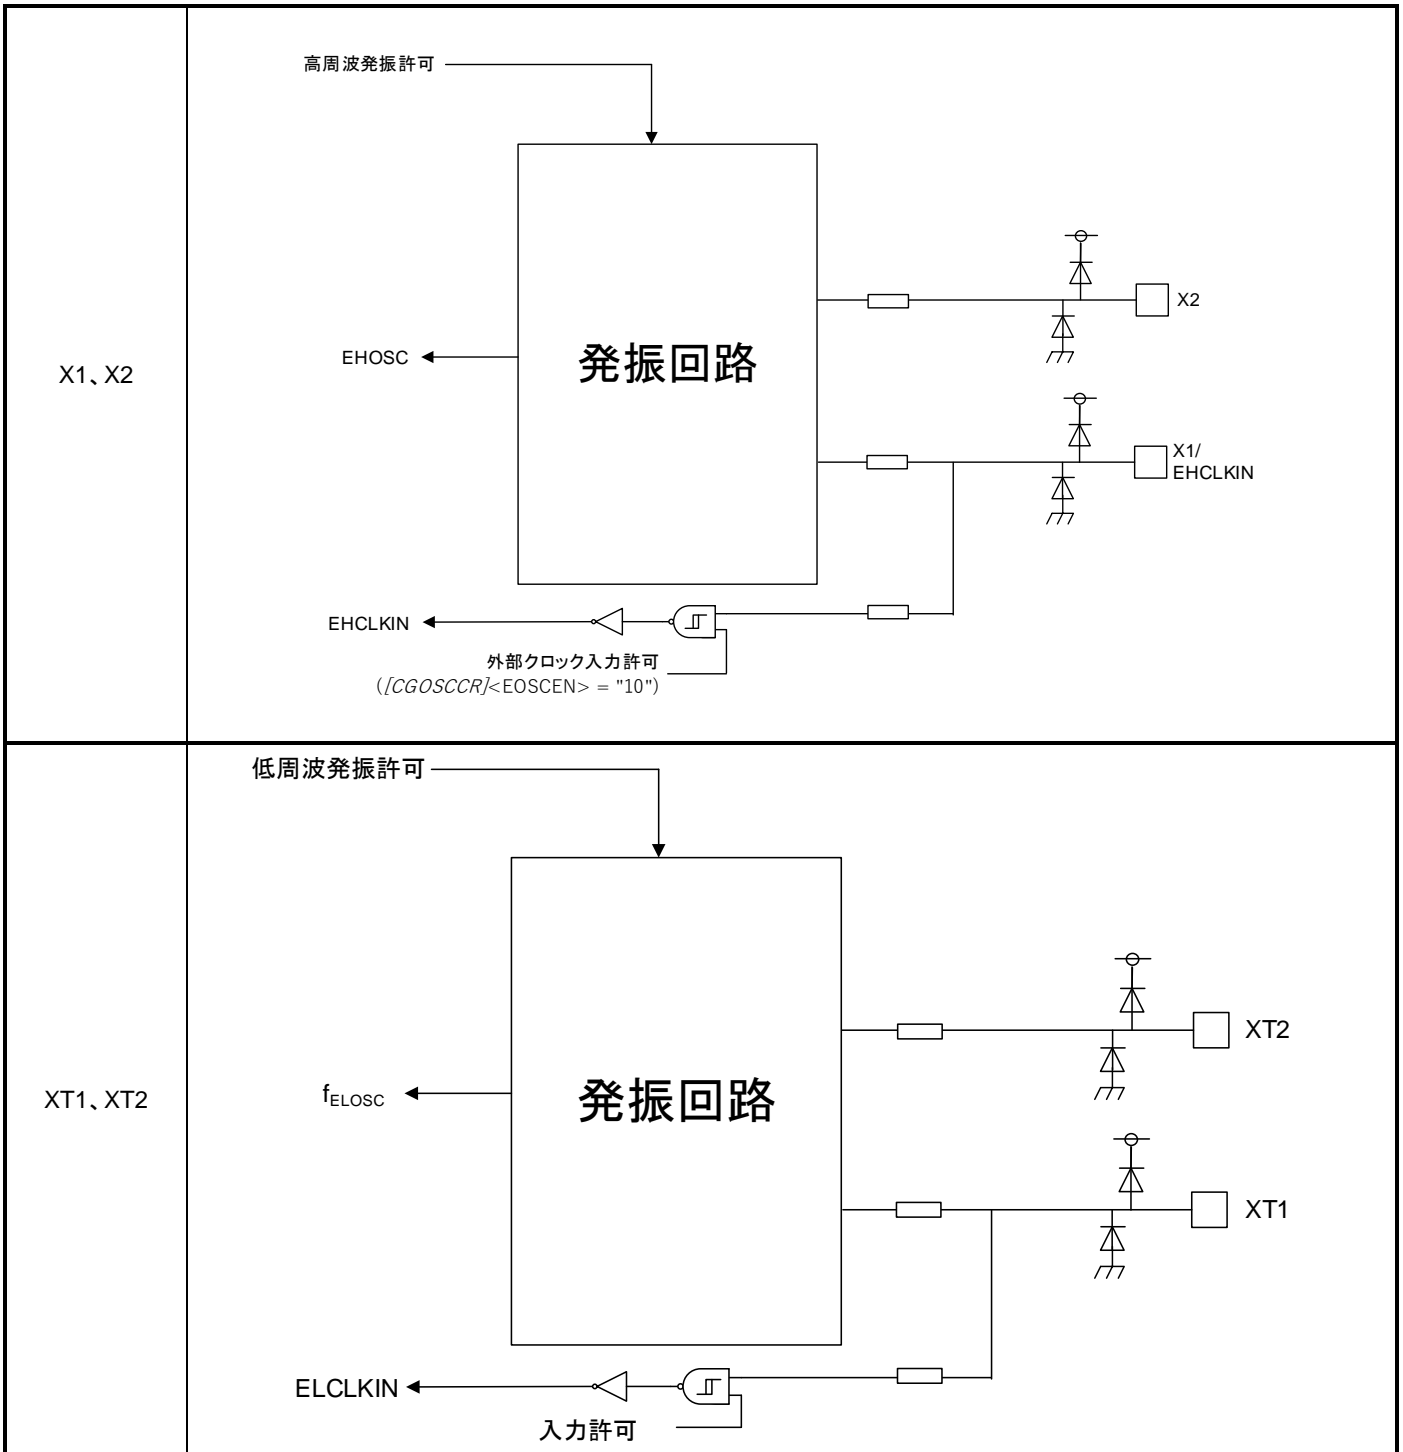 X1、X2
高周波発振許可
発振回路
X2
EHOSC
X1/
EHCLKIN
EHCLKIN
外部クロック入力許可
([CGOSCCR]<EOSCEN> = "10")
XT1、XT2
低周波発振許可
発振回路
XT2
fELOSC
XT1
ELCLKIN
入力許可